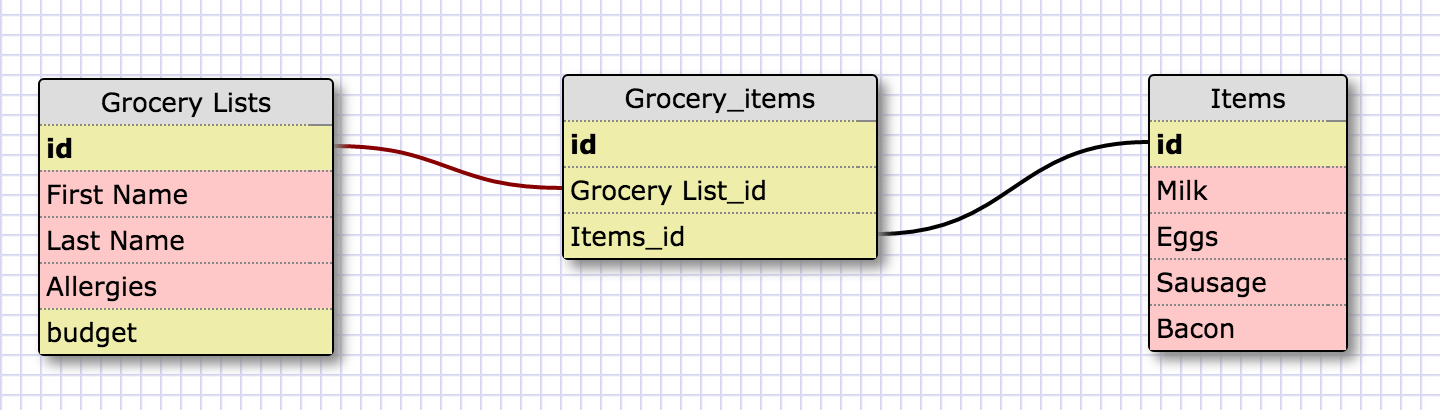 Grocery Lists
id
First Name
Last Name
Allergies
budget
Grocery_items
id
Grocery List_id
Items_id
Items
id
Milk
Eggs
Sausage
Bacon